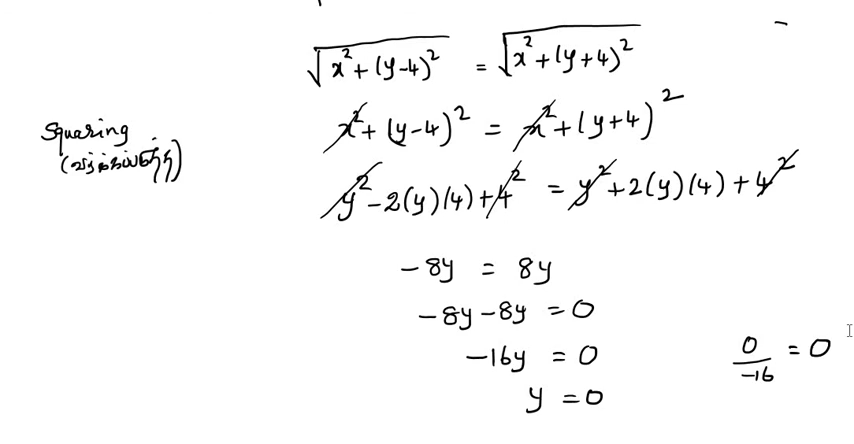 √(x² + (y-4)²) = √(x² + (y+4)²)
Squaring
x² + (y-4)² = x² + (y+4)²
y² - 2(y)(4) + 4² = y² + 2(y)(4) + 4²
-8y = 8y
-8y - 8y = 0
-16y = 0
0/-16 = 0
y = 0